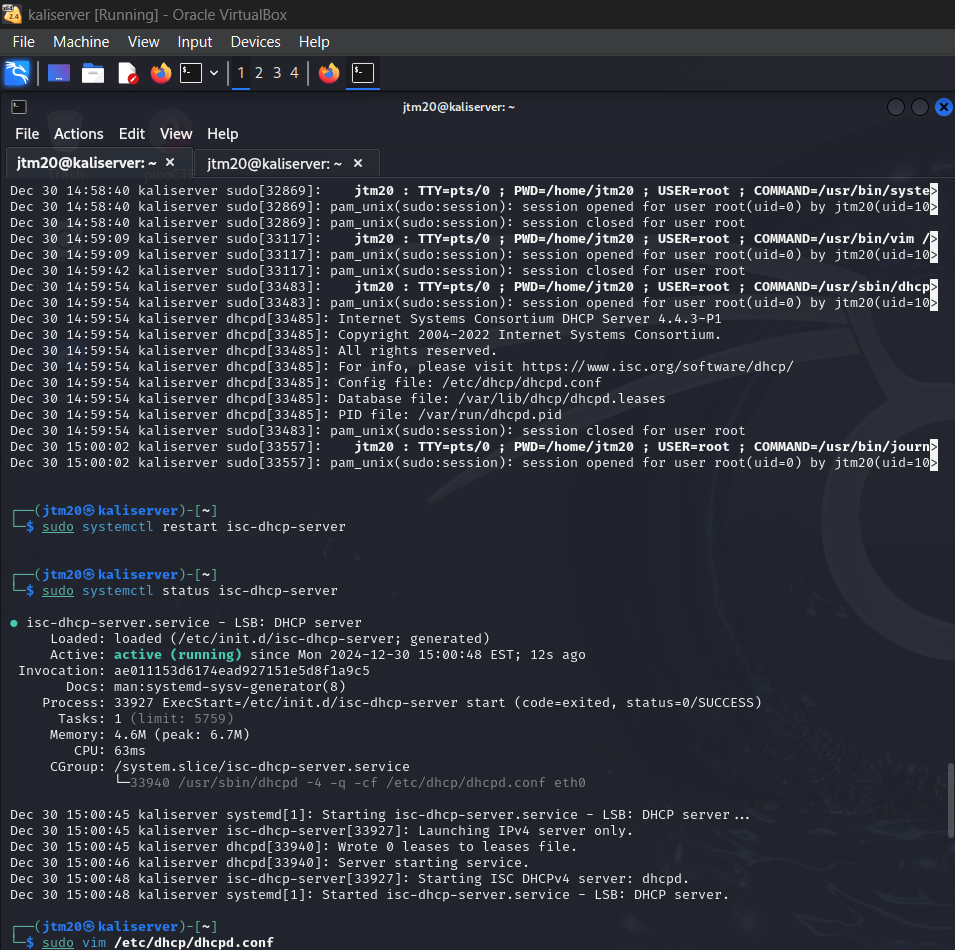 kaliserver [Running] - Oracle VirtualBox
File Machine View Input Devices Help
1 2 3 4
jtm20@kaliserver: ~
File Actions Edit View Help
jtm20@kaliserver: ~ × jtm20@kaliserver: ~ ×
Dec 30 14:58:40 kaliserver sudo[32869]:    jtm20 : TTY=pts/0 ; PWD=/home/jtm20 ; USER=root ; COMMAND=/usr/bin/syste>
Dec 30 14:58:40 kaliserver sudo[32869]: pam_unix(sudo:session): session opened for user root(uid=0) by jtm20(uid=10>
Dec 30 14:58:40 kaliserver sudo[32869]: pam_unix(sudo:session): session closed for user root
Dec 30 14:59:09 kaliserver sudo[33117]:    jtm20 : TTY=pts/0 ; PWD=/home/jtm20 ; USER=root ; COMMAND=/usr/bin/vim />
Dec 30 14:59:09 kaliserver sudo[33117]: pam_unix(sudo:session): session opened for user root(uid=0) by jtm20(uid=10>
Dec 30 14:59:42 kaliserver sudo[33117]: pam_unix(sudo:session): session closed for user root
Dec 30 14:59:54 kaliserver sudo[33483]:    jtm20 : TTY=pts/0 ; PWD=/home/jtm20 ; USER=root ; COMMAND=/usr/sbin/dhcp>
Dec 30 14:59:54 kaliserver sudo[33483]: pam_unix(sudo:session): session opened for user root(uid=0) by jtm20(uid=10>
Dec 30 14:59:54 kaliserver dhcpd[33485]: Internet Systems Consortium DHCP Server 4.4.3-P1
Dec 30 14:59:54 kaliserver dhcpd[33485]: Copyright 2004-2022 Internet Systems Consortium.
Dec 30 14:59:54 kaliserver dhcpd[33485]: All rights reserved.
Dec 30 14:59:54 kaliserver dhcpd[33485]: For info, please visit https://www.isc.org/software/dhcp/
Dec 30 14:59:54 kaliserver dhcpd[33485]: Config file: /etc/dhcp/dhcpd.conf
Dec 30 14:59:54 kaliserver dhcpd[33485]: Database file: /var/lib/dhcp/dhcpd.leases
Dec 30 14:59:54 kaliserver dhcpd[33485]: PID file: /var/run/dhcpd.pid
Dec 30 14:59:54 kaliserver sudo[33483]: pam_unix(sudo:session): session closed for user root
Dec 30 15:00:02 kaliserver sudo[33557]:    jtm20 : TTY=pts/0 ; PWD=/home/jtm20 ; USER=root ; COMMAND=/usr/bin/journ>
Dec 30 15:00:02 kaliserver sudo[33557]: pam_unix(sudo:session): session opened for user root(uid=0) by jtm20(uid=10>
┌──(jtm20㉿kaliserver)-[~]
└─$ sudo systemctl restart isc-dhcp-server
┌──(jtm20㉿kaliserver)-[~]
└─$ sudo systemctl status isc-dhcp-server
● isc-dhcp-server.service - LSB: DHCP server
Loaded: loaded (/etc/init.d/isc-dhcp-server; generated)
Active: active (running) since Mon 2024-12-30 15:00:48 EST; 12s ago
Invocation: ae011153d6174ead927151e5d8f1a9c5
Docs: man:systemd-sysv-generator(8)
Process: 33927 ExecStart=/etc/init.d/isc-dhcp-server start (code=exited, status=0/SUCCESS)
Tasks: 1 (limit: 5759)
Memory: 4.6M (peak: 6.7M)
CPU: 63ms
CGroup: /system.slice/isc-dhcp-server.service
└─33940 /usr/sbin/dhcpd -4 -q -cf /etc/dhcp/dhcpd.conf eth0
Dec 30 15:00:45 kaliserver systemd[1]: Starting isc-dhcp-server.service - LSB: DHCP server...
Dec 30 15:00:45 kaliserver isc-dhcp-server[33927]: Launching IPv4 server only.
Dec 30 15:00:45 kaliserver dhcpd[33940]: Wrote 0 leases to leases file.
Dec 30 15:00:46 kaliserver dhcpd[33940]: Server starting service.
Dec 30 15:00:48 kaliserver isc-dhcp-server[33927]: Starting ISC DHCPv4 server: dhcpd.
Dec 30 15:00:48 kaliserver systemd[1]: Started isc-dhcp-server.service - LSB: DHCP server.
┌──(jtm20㉿kaliserver)-[~]
└─$ sudo vim /etc/dhcp/dhcpd.conf